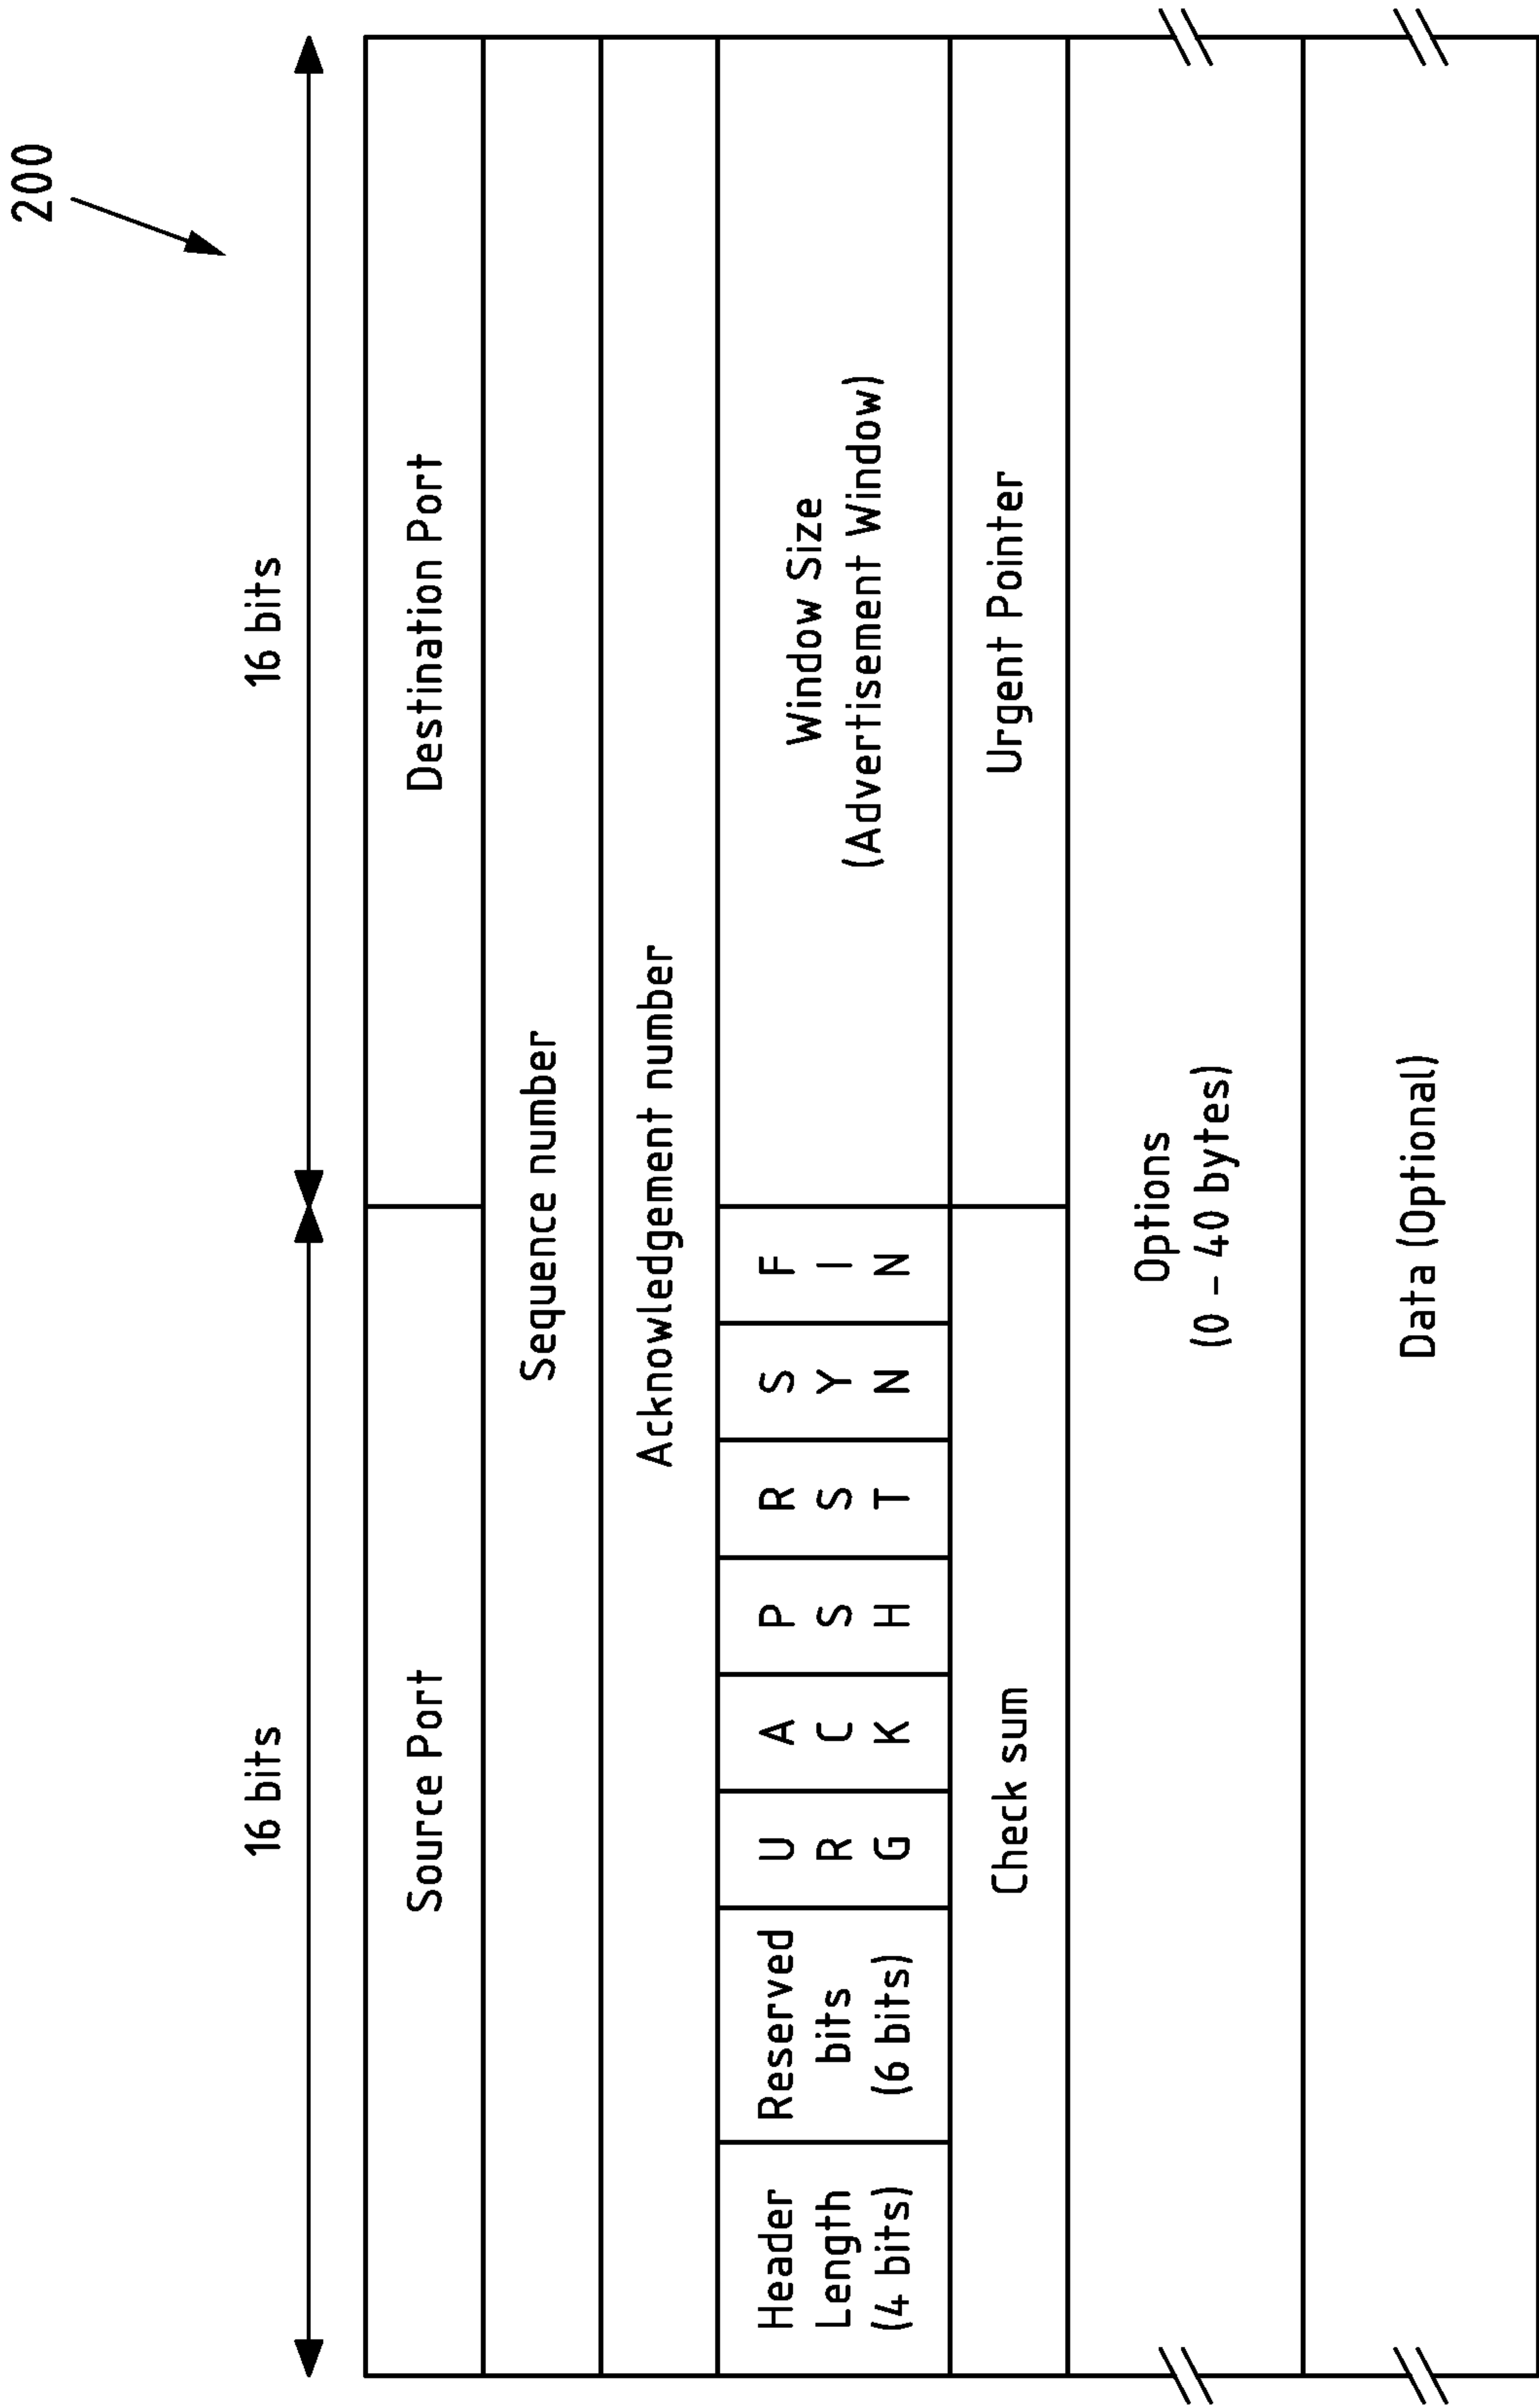 200
16 bits
16 bits
Source Port
Destination Port
Sequence number
Acknowledgement number
Header
Length
(4 bits)
Reserved
bits
(6 bits)
U
R
G
A
C
K
P
S
H
R
S
T
S
Y
N
F
I
N
Window Size
(Advertisement Window)
Check sum
Urgent Pointer
Options
(0 – 40 bytes)
Data (Optional)